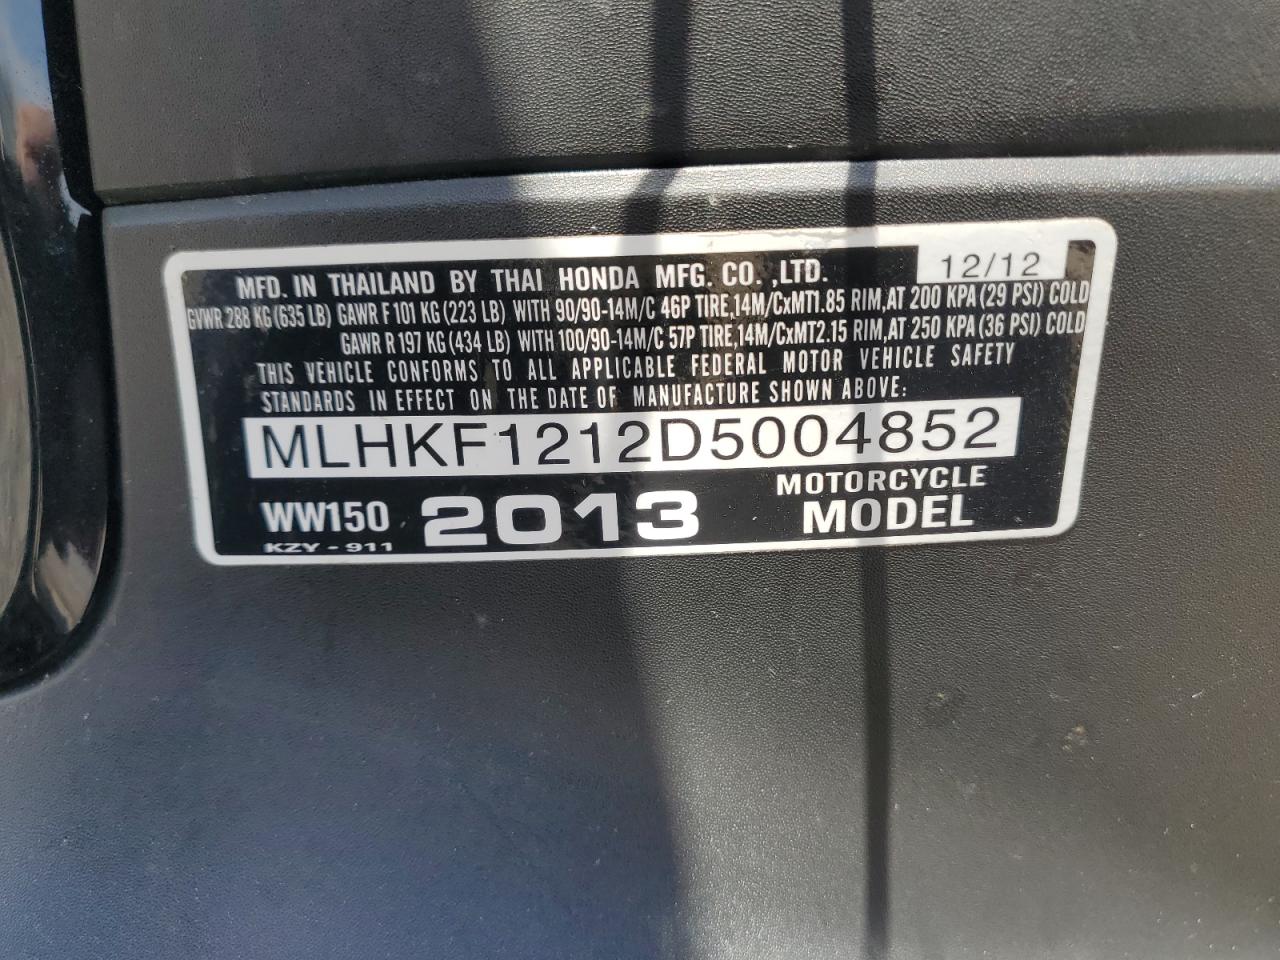 MFD. IN THAILAND BY THAI HONDA MFG. CO. ,LTD. 12/12
GVWR 288 KG (635 LB) GAWR F 101 KG (223 LB) WITH 90/90-14M/C 46P TIRE,14M/CxMT1.85 RIM,AT 200 KPA (29 PSI) COLD
GAWR R 197 KG (434 LB) WITH 100/90-14M/C 57P TIRE,14M/CxMT2.15 RIM,AT 250 KPA (36 PSI) COLD
THIS VEHICLE CONFORMS TO ALL APPLICABLE FEDERAL MOTOR VEHICLE SAFETY
STANDARDS IN EFFECT ON THE DATE OF MANUFACTURE SHOWN ABOVE:
MLHKF1212D5004852
WW150 2013 MOTORCYCLE
KZY - 911 MODEL